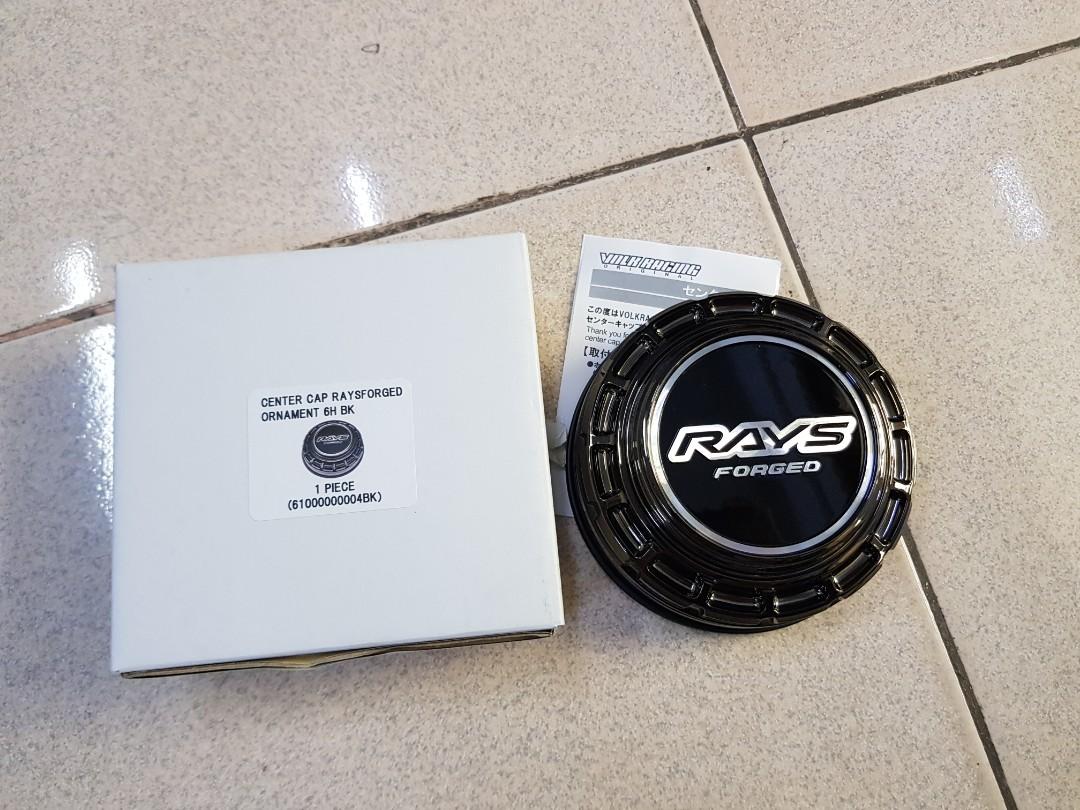 CENTER CAP RAYSFORGED
ORNAMENT 6H BK
1 PIECE
(61000000004BK)
VOLK RACING
ORIGINAL
この度はVOLKRA
センターキャップ
Thank you
center cap
【取付
RAYS
FORGED